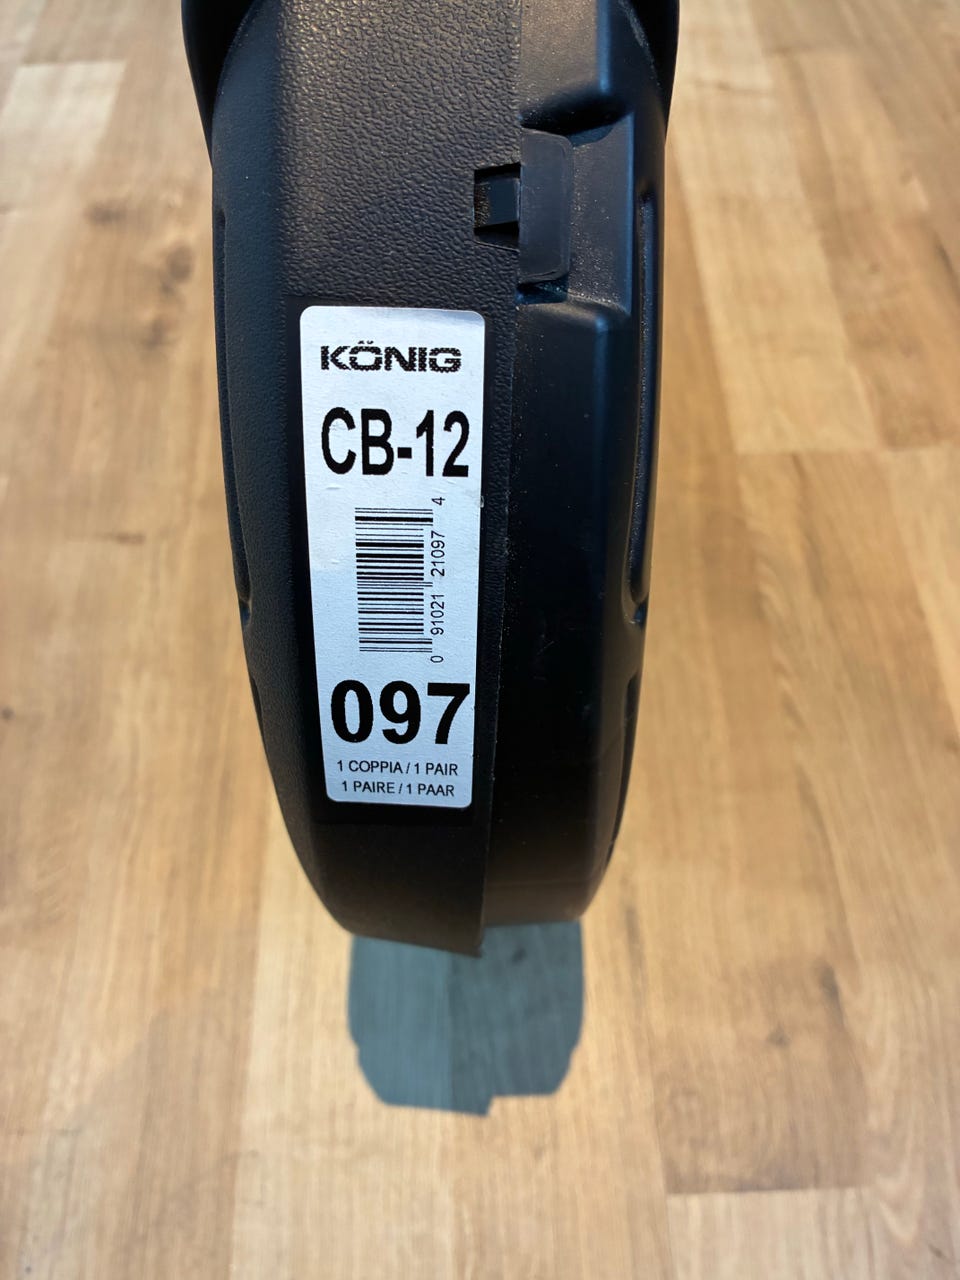 KÖNIG
CB-12
0 91021 21097 4
097
1 COPPIA / 1 PAIR
1 PAIRE / 1 PAAR